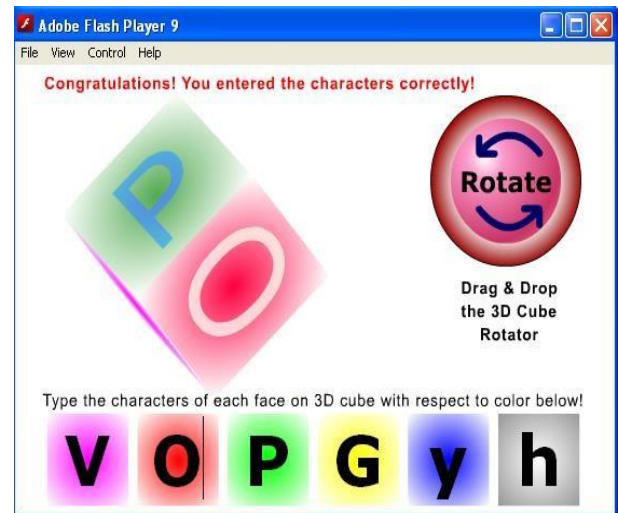 Adobe Flash Player 9
File View Control Help
Congratulations! You entered the characters correctly!
P
O
Rotate
Drag & Drop
the 3D Cube
Rotator
Type the characters of each face on 3D cube with respect to color below!
V O P G y h